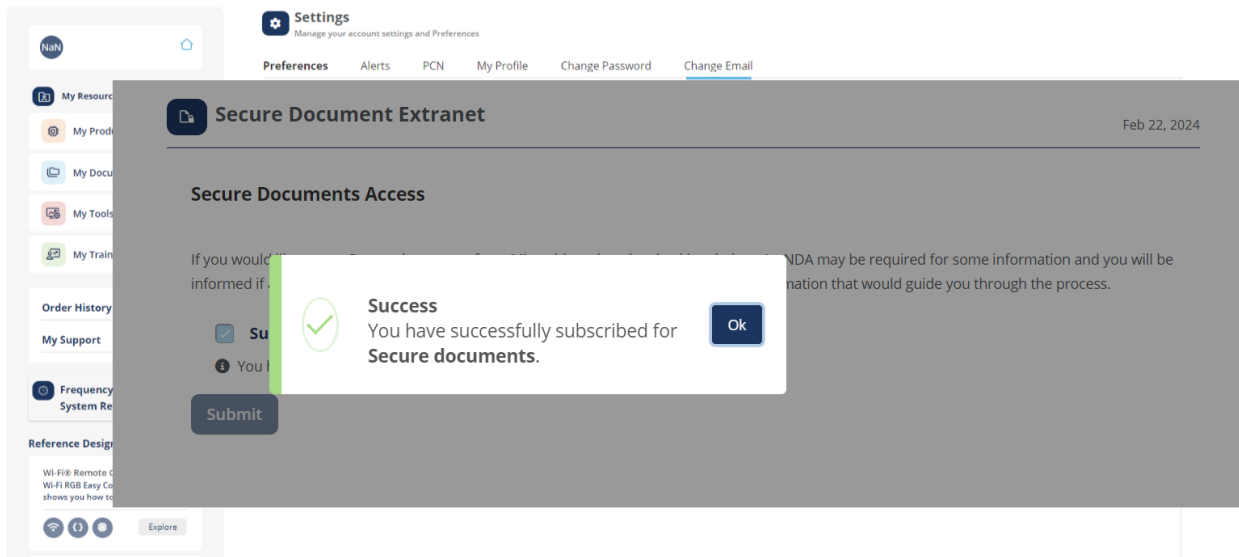 Settings
Manage your account settings and Preferences
NaN
Preferences Alerts PCN My Profile Change Password Change Email
My Resourc
My Prod
My Docu
My Tools
My Train
Order History
My Support
Frequency
System Re
Reference Design
Wi-Fi® Remote
Wi-Fi RGB Easy Co
shows you how to
Explore
Secure Document Extranet
Feb 22, 2024
Secure Documents Access
If you would NDA may be required for some information and you will be
informed if mation that would guide you through the process.
Su
You
Submit
Success
You have successfully subscribed for
Secure documents.
Ok